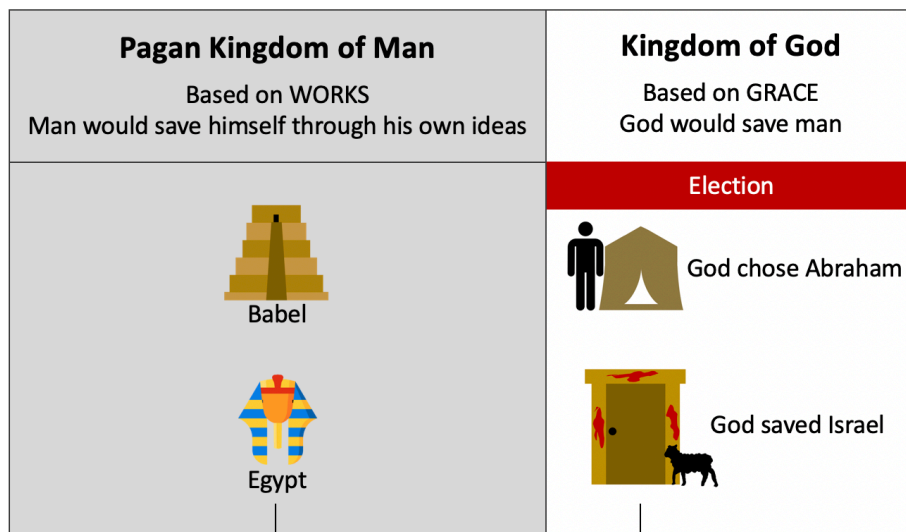 Pagan Kingdom of Man
Based on WORKS
Man would save himself through his own ideas
Kingdom of God
Based on GRACE
God would save man
Election
Babel
God chose Abraham
Egypt
God saved Israel